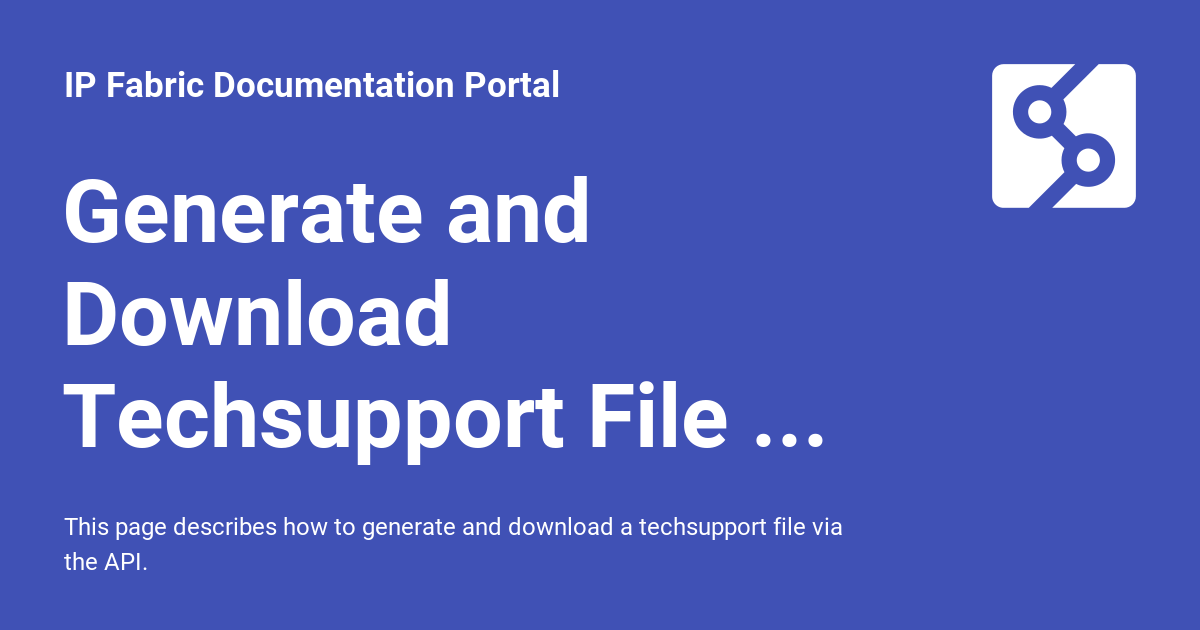 IP Fabric Documentation Portal
Generate and
Download
Techsupport File ...
This page describes how to generate and download a techsupport file via
the API.